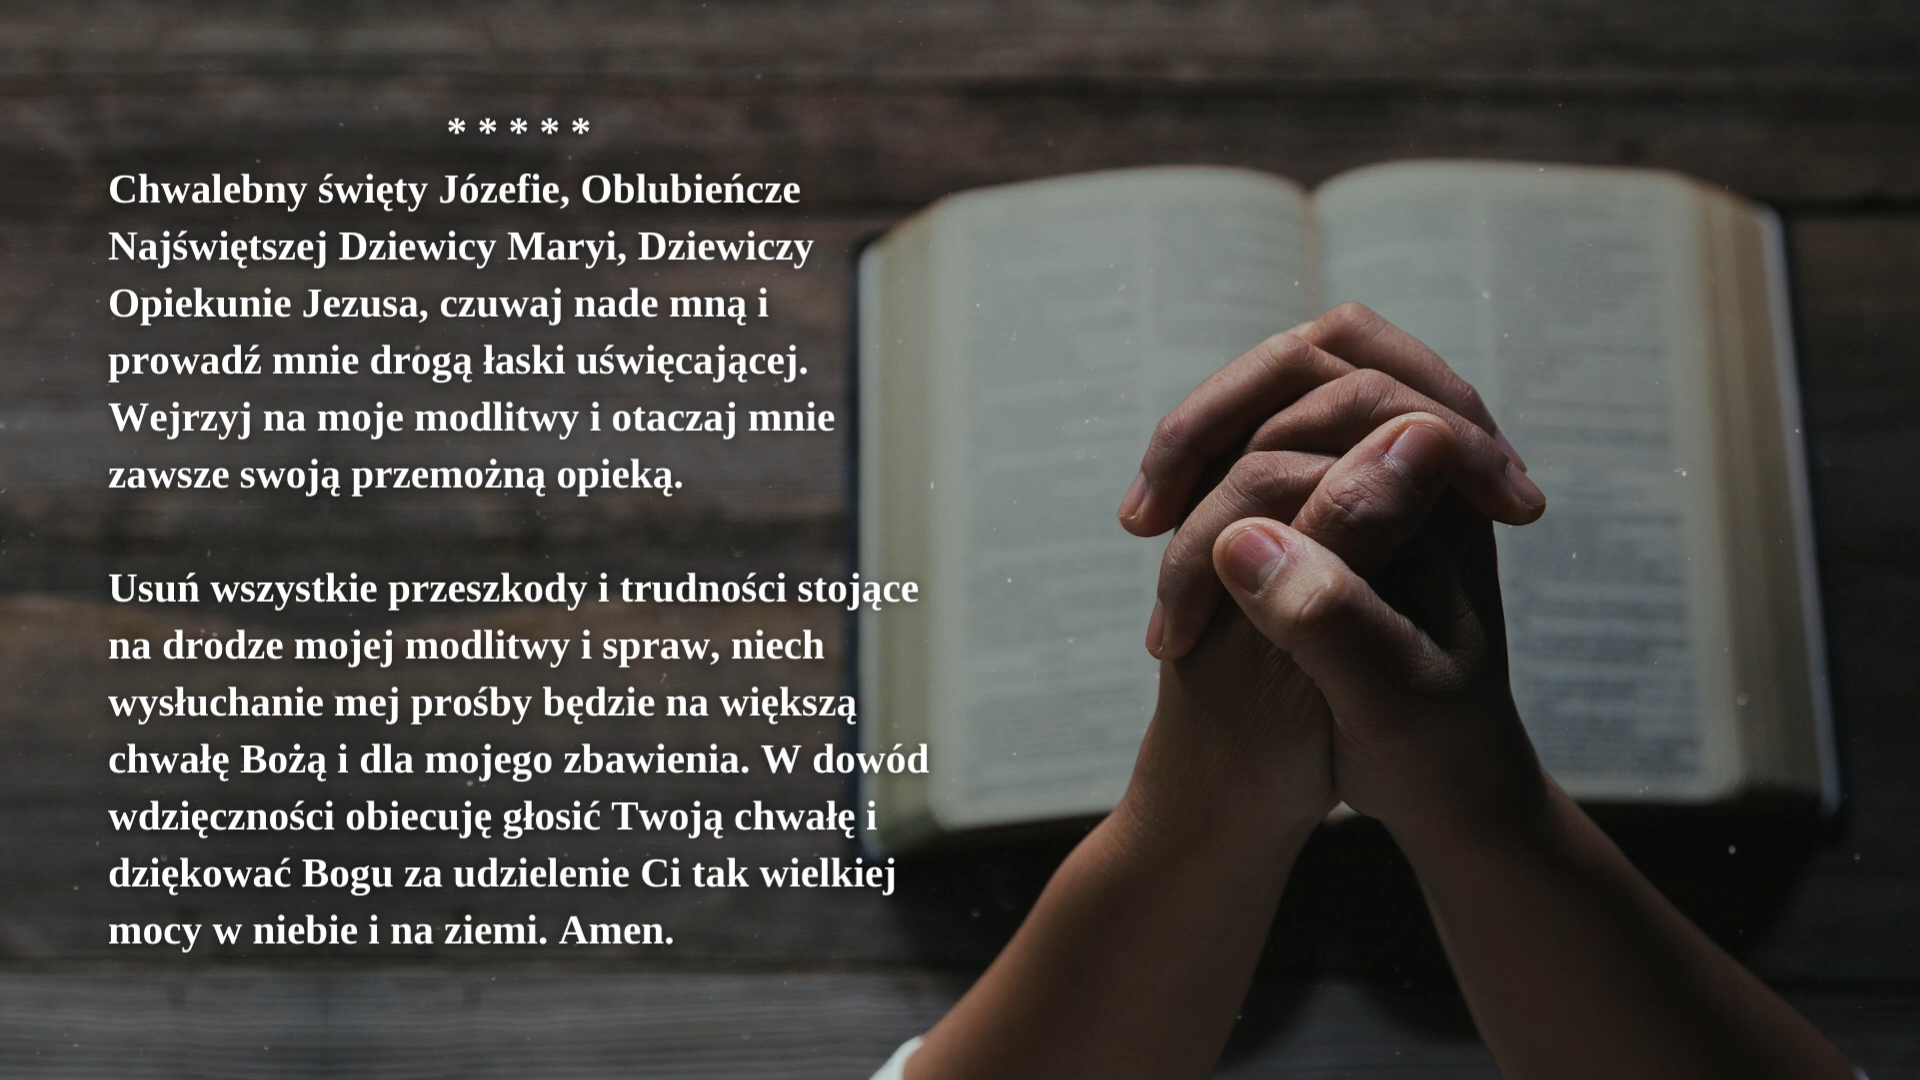 * * * * *
Chwalebny święty Józefie, Oblubieńcze
Najświętszej Dziewicy Maryi, Dziewiczy
Opiekunie Jezusa, czuwaj nade mną i
prowadź mnie drogą łaski uświęcającej.
Wejrzyj na moje modlitwy i otaczaj mnie
zawsze swoją przemożną opieką.
Usuń wszystkie przeszkody i trudności stojące
na drodze mojej modlitwy i spraw, niech
wysłuchanie mej prośby będzie na większą
chwałę Bożą i dla mojego zbawienia. W dowód
wdzięczności obiecuję głosić Twoją chwałę i
dziękować Bogu za udzielenie Ci tak wielkiej
mocy w niebie i na ziemi. Amen.